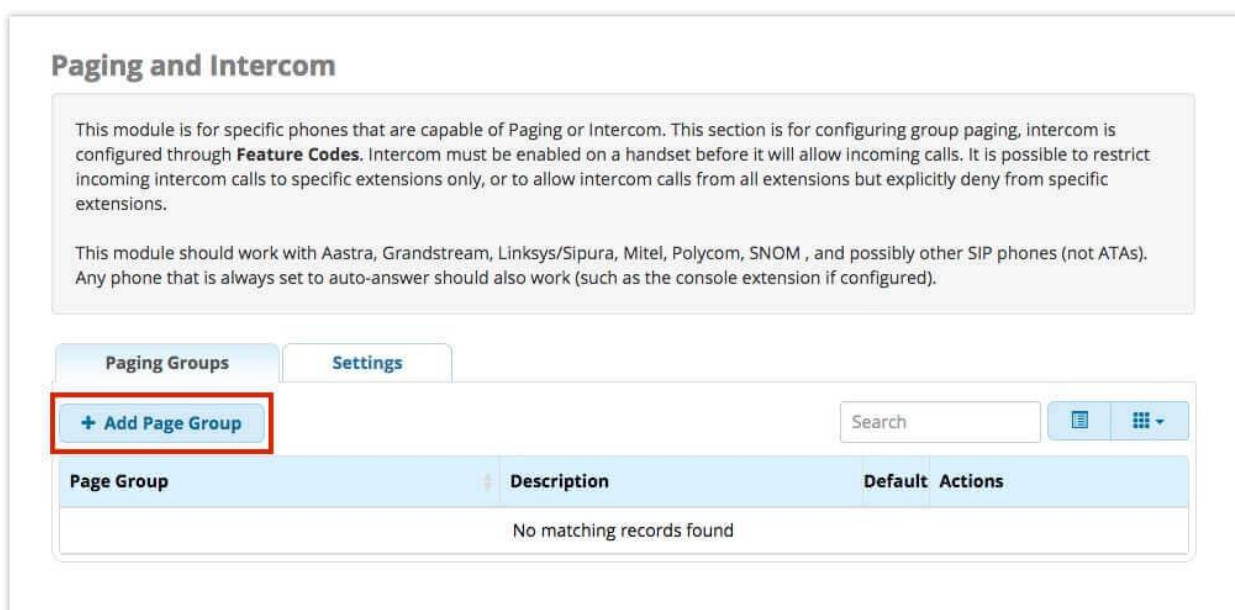 Paging and Intercom
This module is for specific phones that are capable of Paging or Intercom. This section is for configuring group paging, intercom is
configured through Feature Codes. Intercom must be enabled on a handset before it will allow incoming calls. It is possible to restrict
incoming intercom calls to specific extensions only, or to allow intercom calls from all extensions but explicitly deny from specific
extensions.
This module should work with Aastra, Grandstream, Linksys/Sipura, Mitel, Polycom, SNOM , and possibly other SIP phones (not ATAs).
Any phone that is always set to auto-answer should also work (such as the console extension if configured).
Paging Groups Settings
+ Add Page Group Search
Page Group Description Default Actions
No matching records found